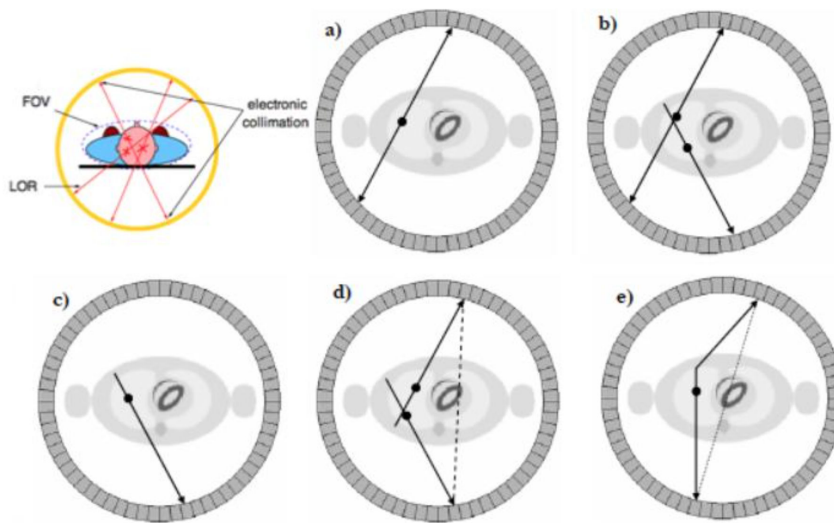 a)
b)
FOV
electronic
collimation
LOR
c)
d)
e)